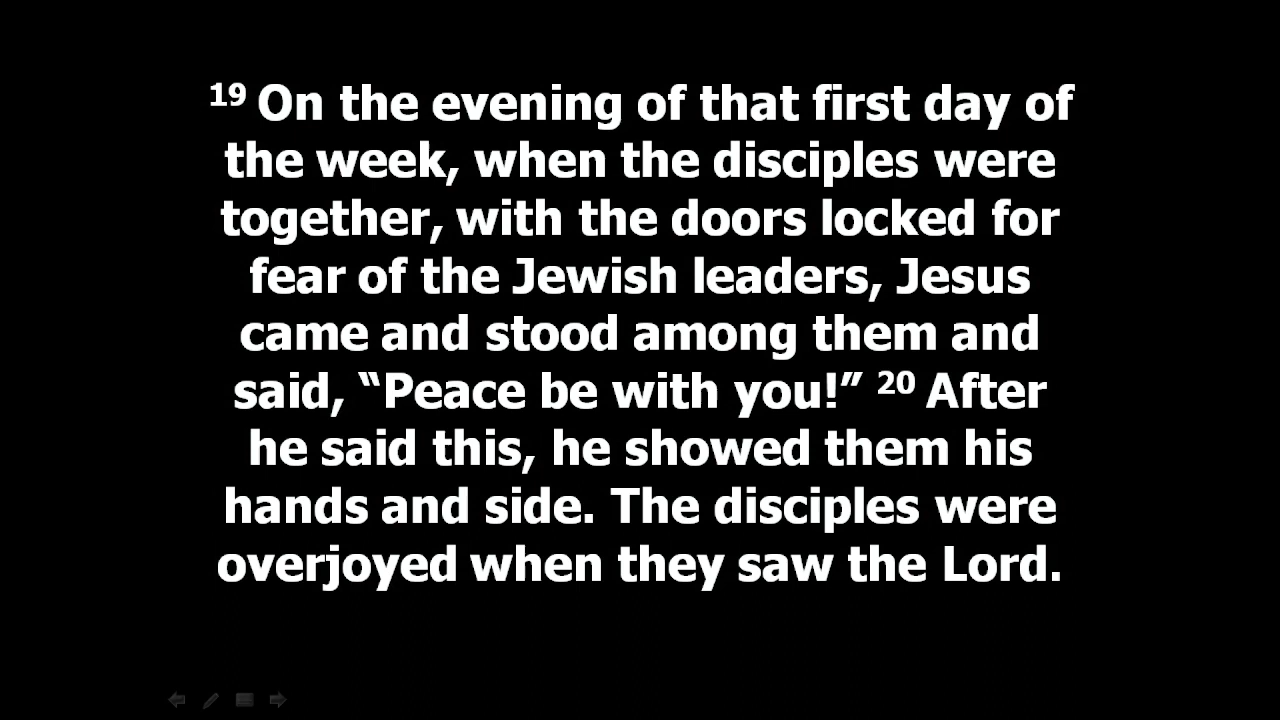 19 On the evening of that first day of
the week, when the disciples were
together, with the doors locked for
fear of the Jewish leaders, Jesus
came and stood among them and
said, “Peace be with you!” 20 After
he said this, he showed them his
hands and side. The disciples were
overjoyed when they saw the Lord.